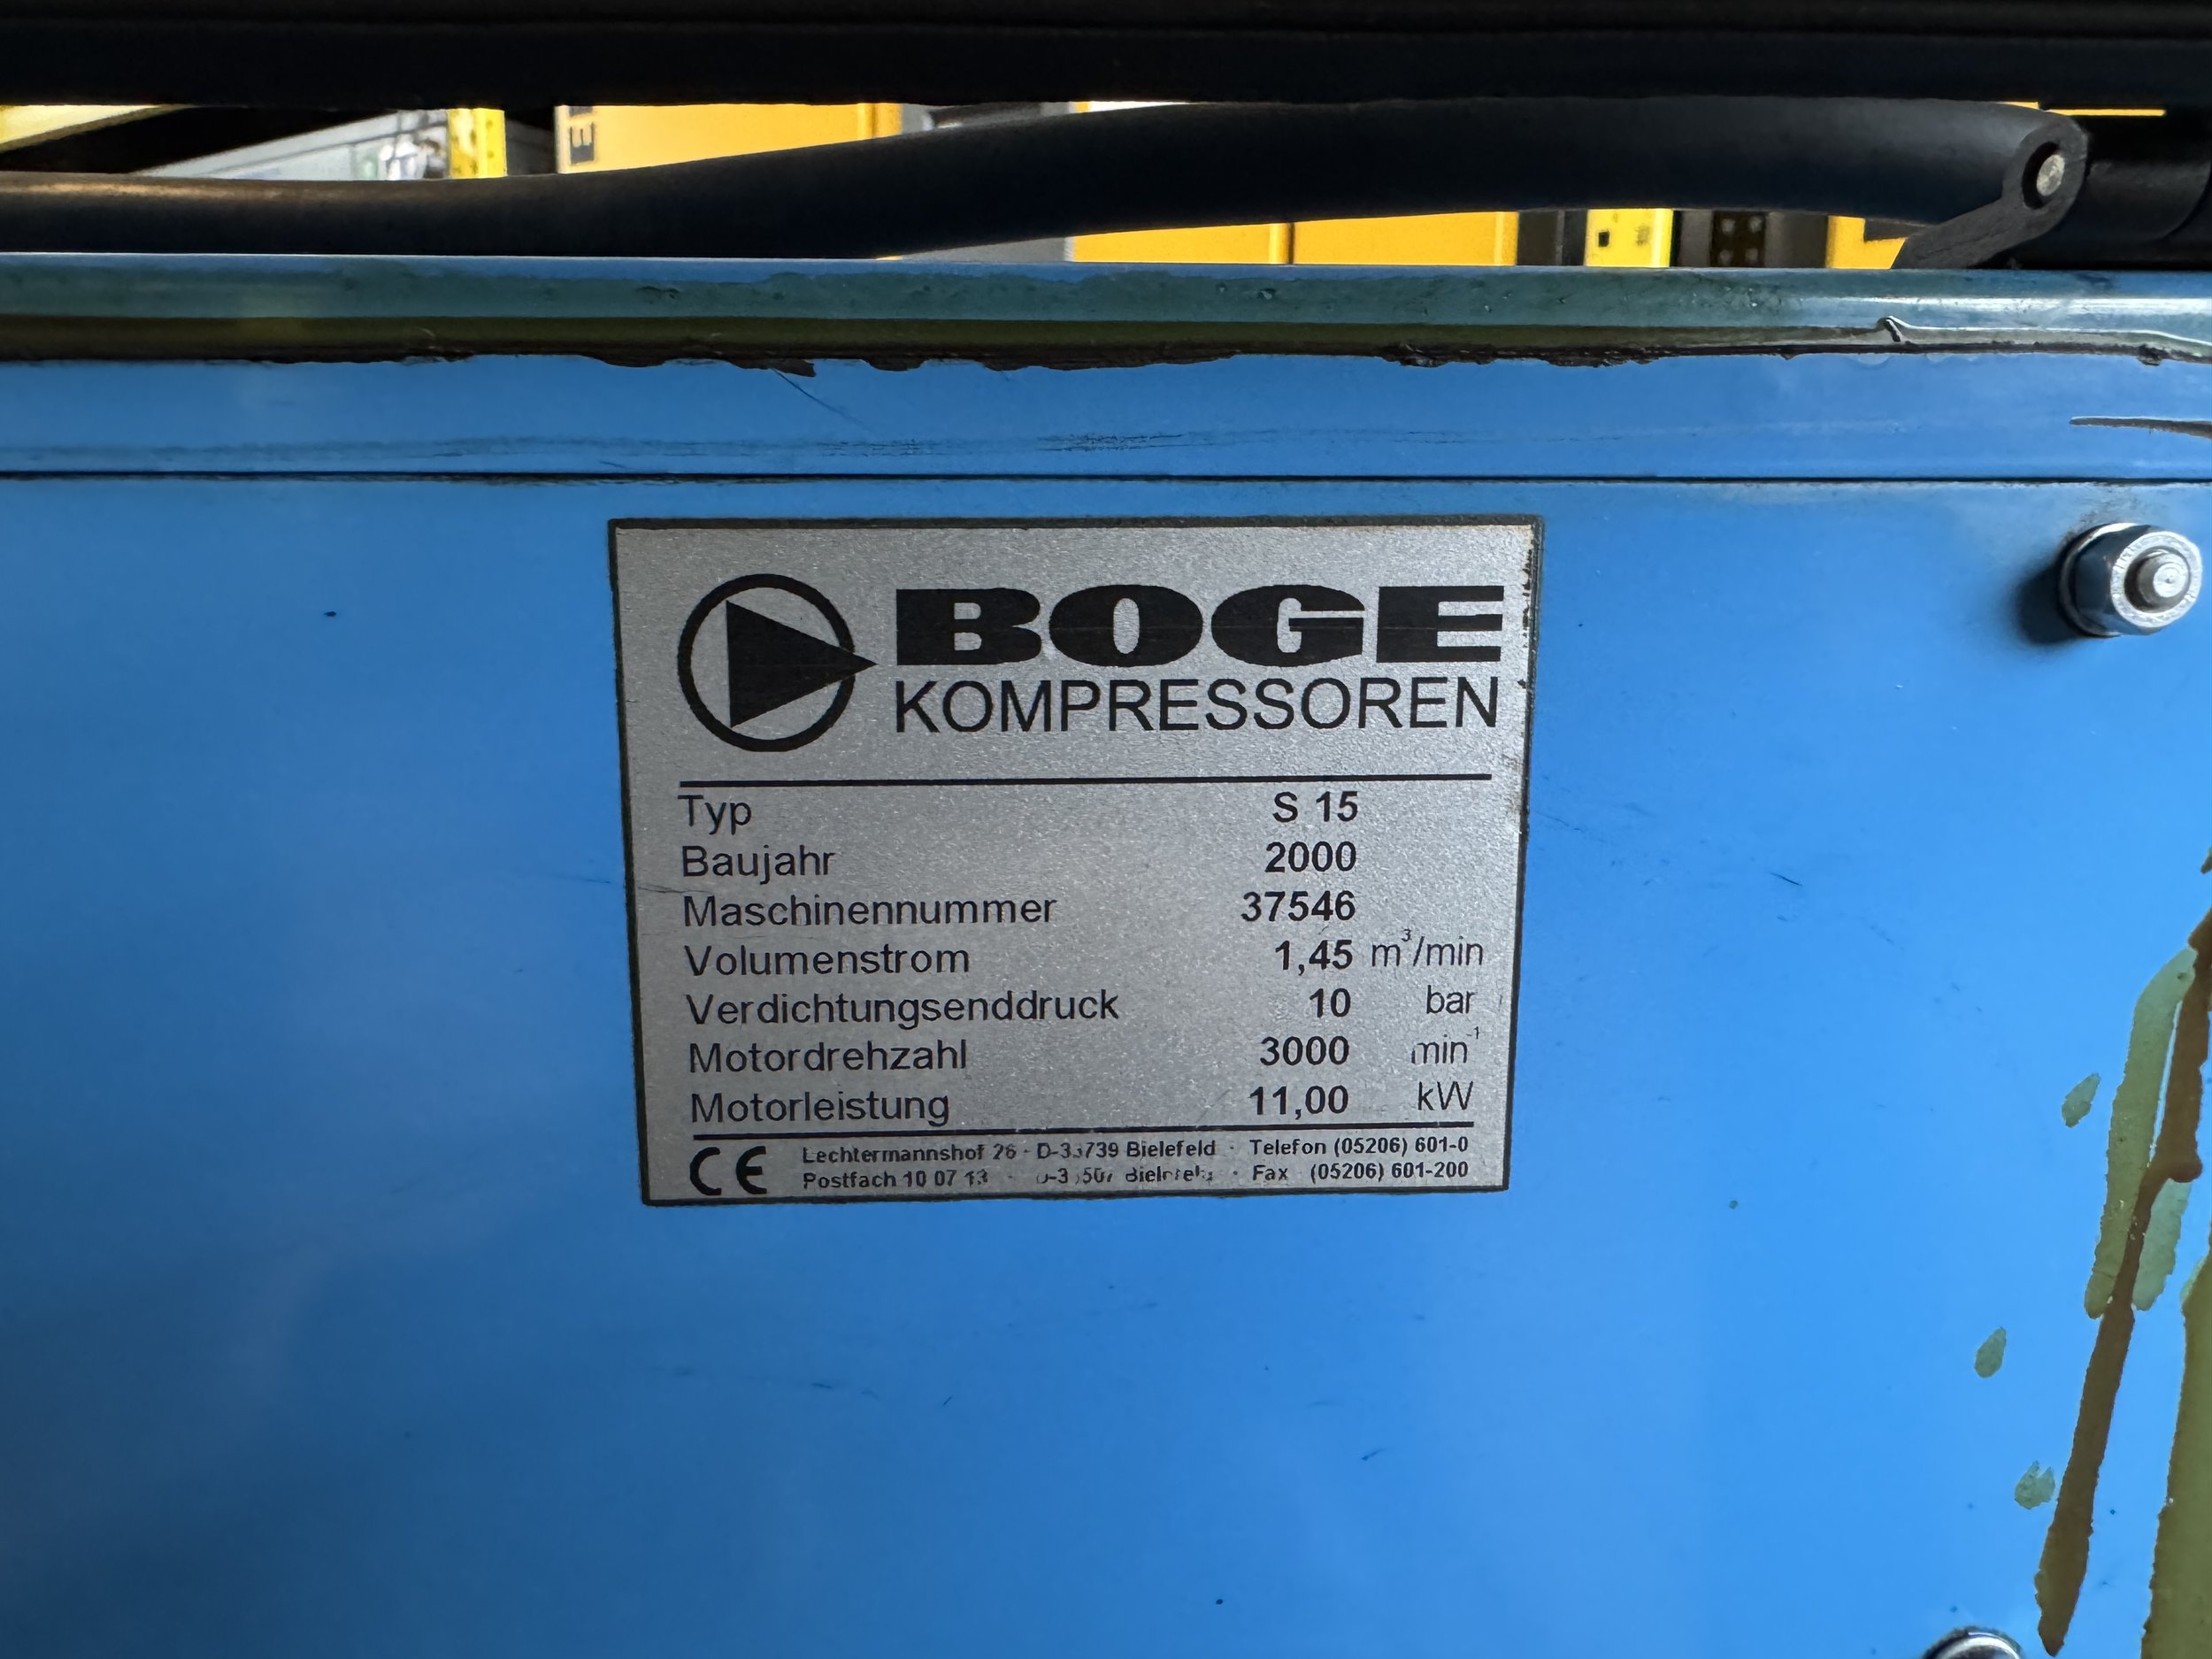 E
BOGE
KOMPRESSOREN
Typ S 15
Baujahr 2000
Maschinennummer 37546
Volumenstrom 1,45 m³/min
Verdichtungsenddruck 10 bar
Motordrehzahl 3000 min⁻¹
Motorleistung 11,00 kW
CE Lechtermannshof 26 · D-33739 Bielefeld · Telefon (05206) 601-0
Postfach 10 07 13 · Bielefeld · Fax (05206) 601-200